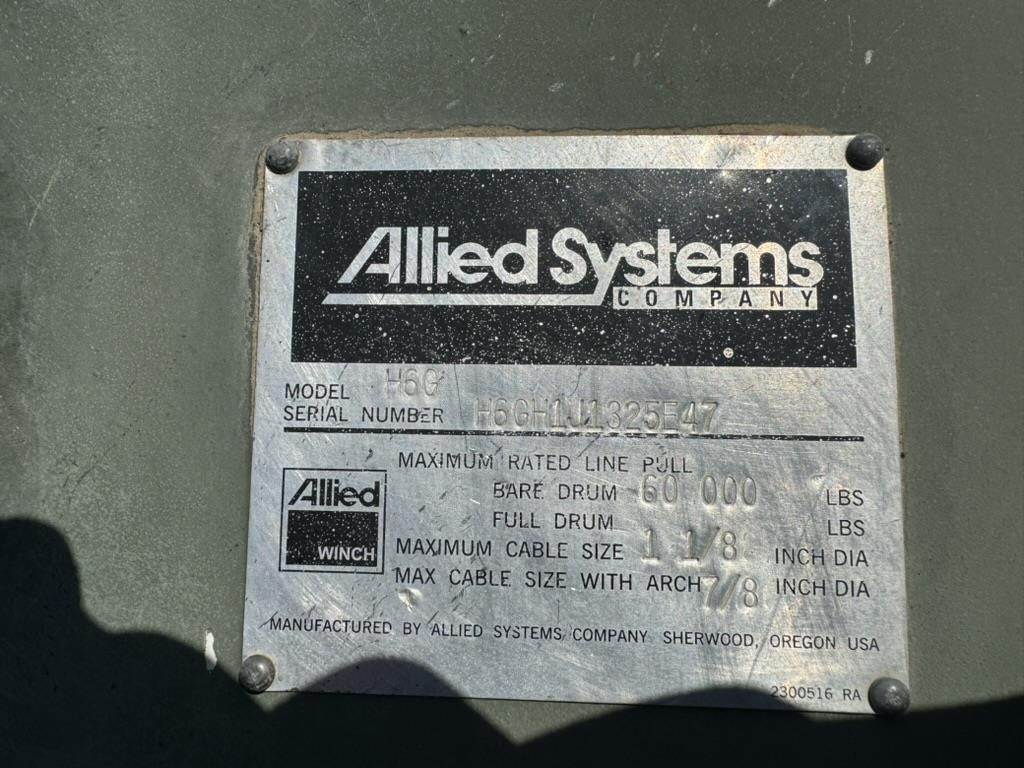 Allied Systems
COMPANY
MODEL H6G
SERIAL NUMBER H6GH1J1325E47
MAXIMUM RATED LINE PULL
BARE DRUM 60 000 LBS
FULL DRUM LBS
MAXIMUM CABLE SIZE 1 1/8 INCH DIA
MAX CABLE SIZE WITH ARCH 7/8 INCH DIA
Allied
WINCH
MANUFACTURED BY ALLIED SYSTEMS COMPANY SHERWOOD, OREGON USA
2300516 RA